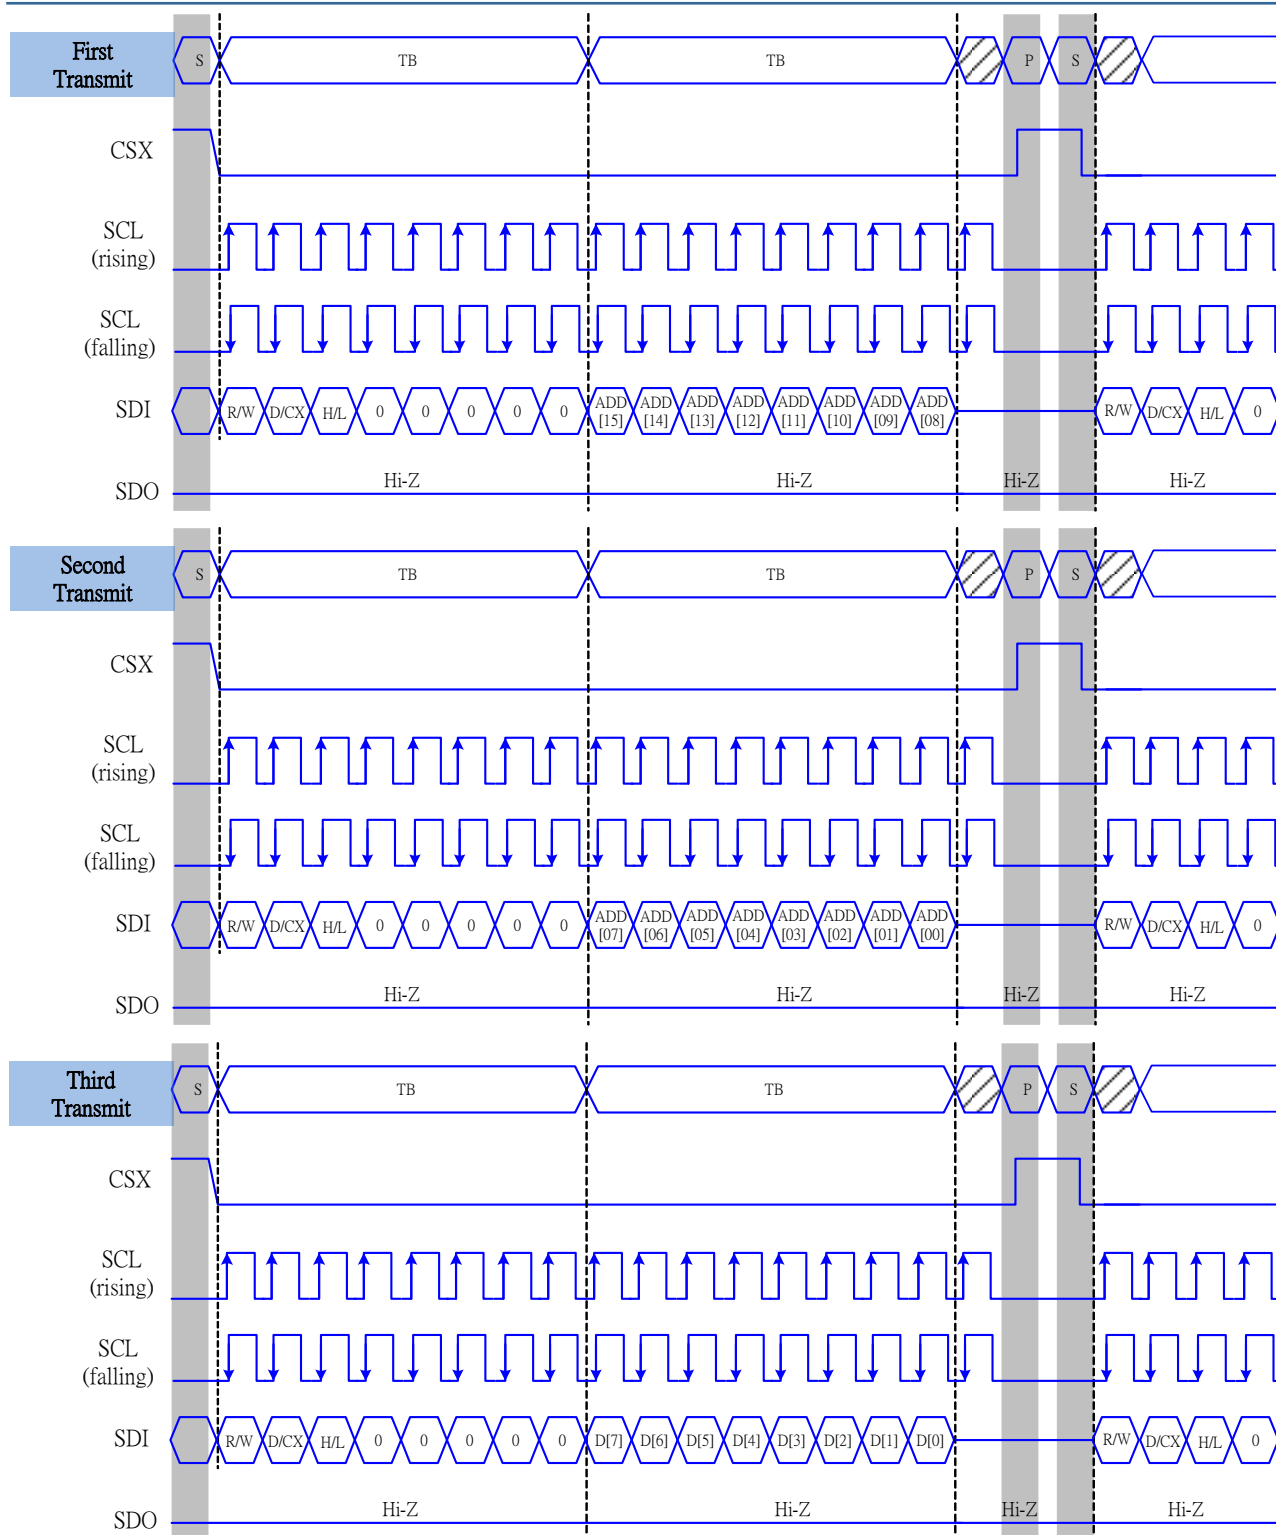 First
Transmit
S TB TB P S
CSX
SCL
(rising)
SCL
(falling)
SDI R/W D/CX H/L 0 0 0 0 0 ADD [15] ADD [14] ADD [13] ADD [12] ADD [11] ADD [10] ADD [09] ADD [08] R/W D/CX H/L 0
SDO Hi-Z Hi-Z Hi-Z Hi-Z
Second
Transmit
S TB TB P S
CSX
SCL
(rising)
SCL
(falling)
SDI R/W D/CX H/L 0 0 0 0 0 ADD [07] ADD [06] ADD [05] ADD [04] ADD [03] ADD [02] ADD [01] ADD [00] R/W D/CX H/L 0
SDO Hi-Z Hi-Z Hi-Z Hi-Z
Third
Transmit
S TB TB P S
CSX
SCL
(rising)
SCL
(falling)
SDI R/W D/CX H/L 0 0 0 0 0 D[7] D[6] D[5] D[4] D[3] D[2] D[1] D[0] R/W D/CX H/L 0
SDO Hi-Z Hi-Z Hi-Z Hi-Z